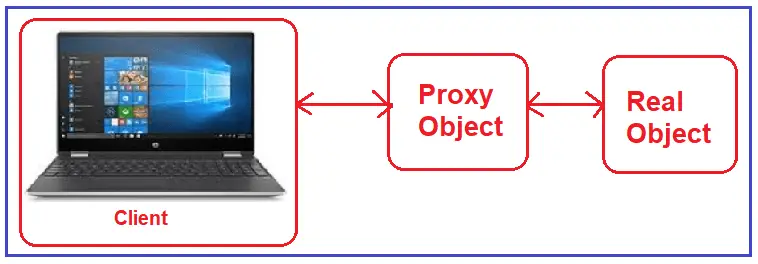 Client
Proxy
Object
Real
Object